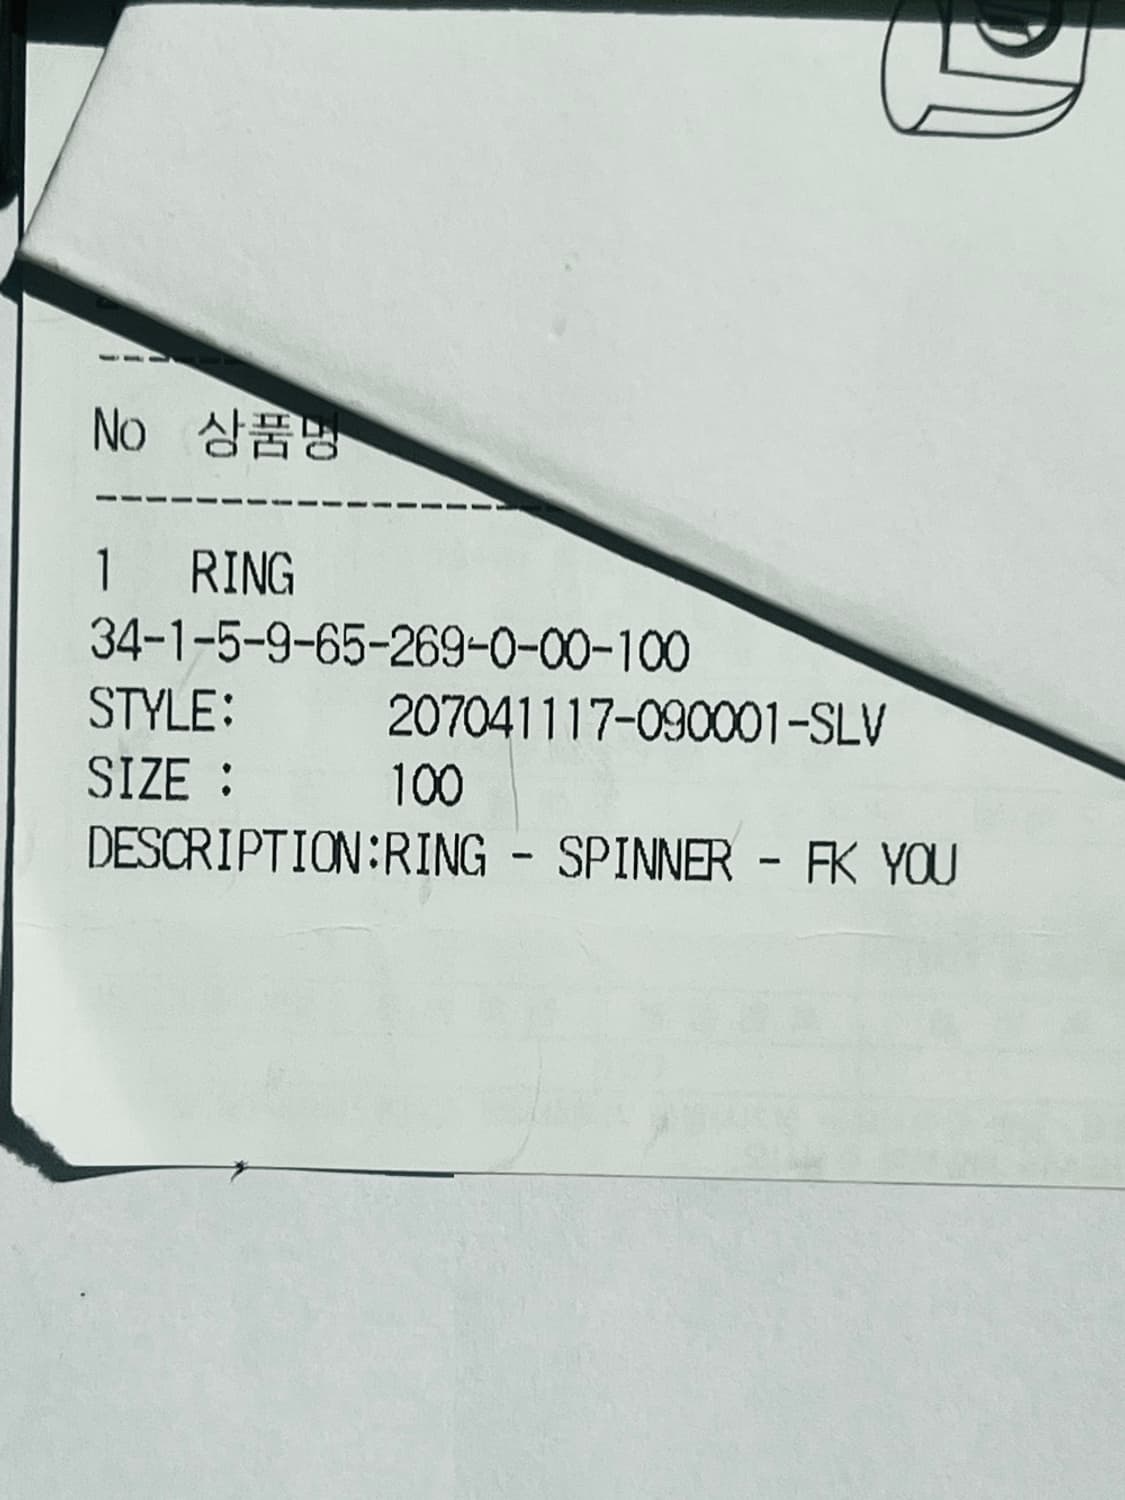 No 상품명
1 RING
34-1-5-9-65-269-0-00-100
STYLE: 207041117-090001-SLV
SIZE : 100
DESCRIPTION:RING - SPINNER - FK YOU